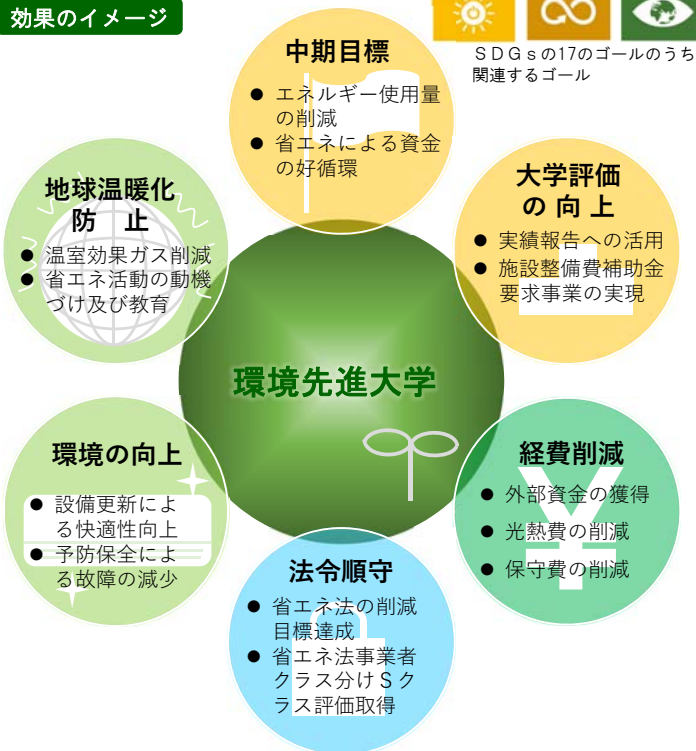 効果のイメージ
ＳＤＧｓの17のゴールのうち
関連するゴール
中期目標
● エネルギー使用量
の削減
● 省エネによる資金
の好循環
大学評価
の 向 上
● 実績報告への活用
● 施設整備費補助金
要求事業の実現
地球温暖化
防　止
● 温室効果ガス削減
● 省エネ活動の動機
づけ及び教育
環境先進大学
環境の向上
● 設備更新によ
る快適性向上
● 予防保全によ
る故障の減少
経費削減
● 外部資金の獲得
● 光熱費の削減
● 保守費の削減
法令順守
● 省エネ法の削減
目標達成
● 省エネ法事業者
クラス分けＳク
ラス評価取得